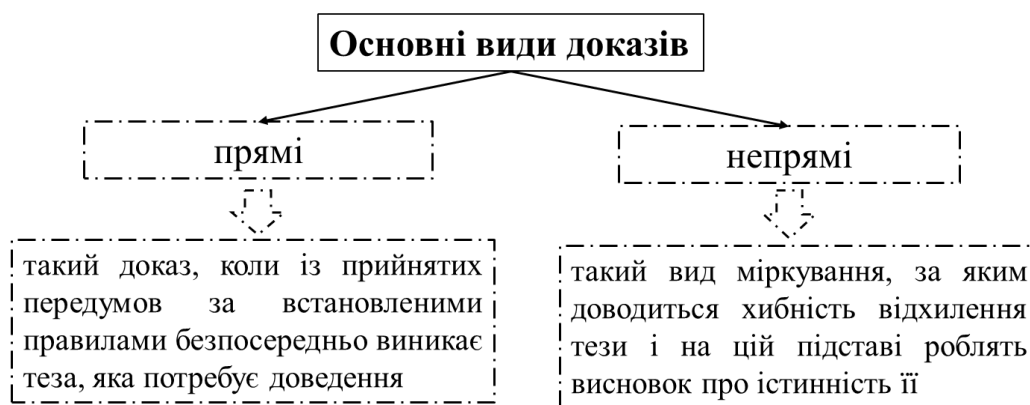 Основні види доказів
прямі
непрямі
такий доказ, коли із прийнятих
передумов за встановленими
правилами безпосередньо виникає
теза, яка потребує доведення
такий вид міркування, за яким
доводиться хибність відхилення
тези і на цій підставі роблять
висновок про істинність її